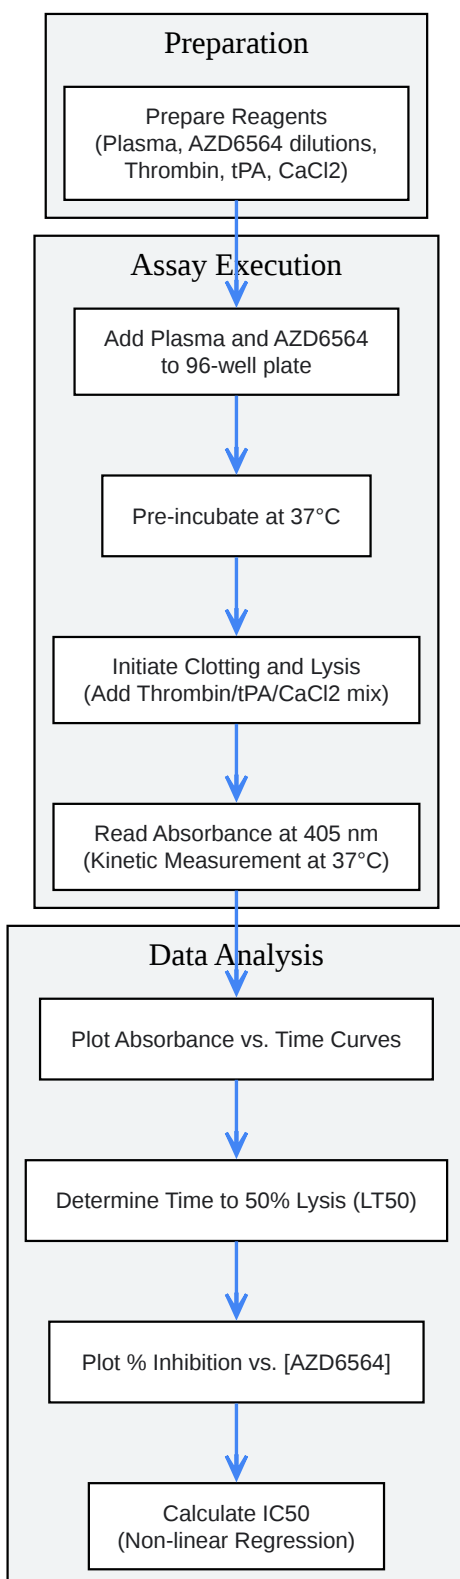 Preparation
Prepare Reagents
(Plasma, AZD6564 dilutions,
Thrombin, tPA, CaCl2)
Assay Execution
Add Plasma and AZD6564
to 96-well plate
Pre-incubate at 37°C
Initiate Clotting and Lysis
(Add Thrombin/tPA/CaCl2 mix)
Read Absorbance at 405 nm
(Kinetic Measurement at 37°C)
Data Analysis
Plot Absorbance vs. Time Curves
Determine Time to 50% Lysis (LT50)
Plot % Inhibition vs. [AZD6564]
Calculate IC50
(Non-linear Regression)